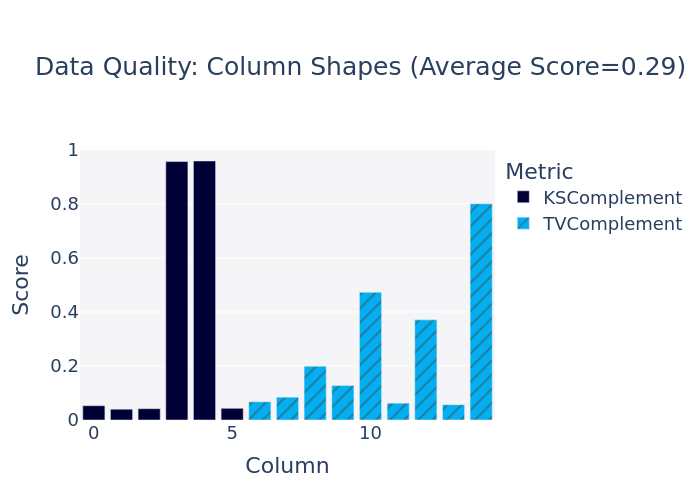 Data Quality: Column Shapes (Average Score=0.29)
Metric
KSComplement
TVComplement
Score
1
0.8
0.6
0.4
0.2
0
0 5 10
Column